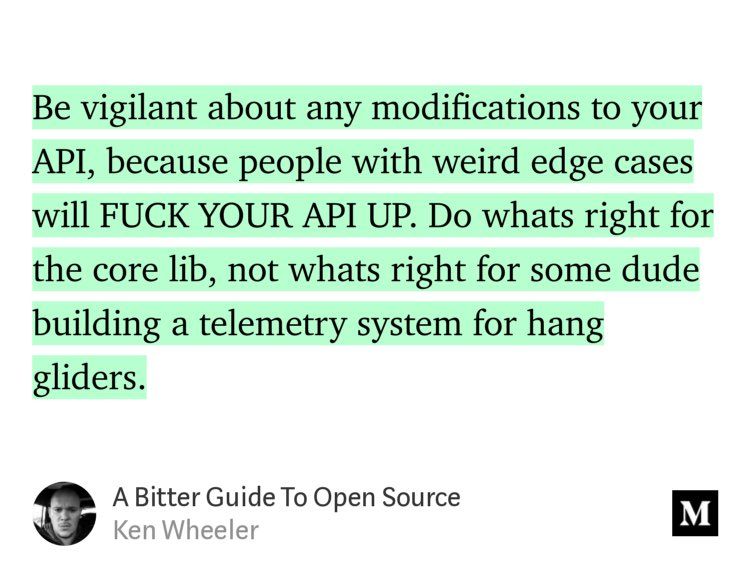 Be vigilant about any modifications to your
API, because people with weird edge cases
will FUCK YOUR API UP. Do whats right for
the core lib, not whats right for some dude
building a telemetry system for hang
gliders.
A Bitter Guide To Open Source
Ken Wheeler
M